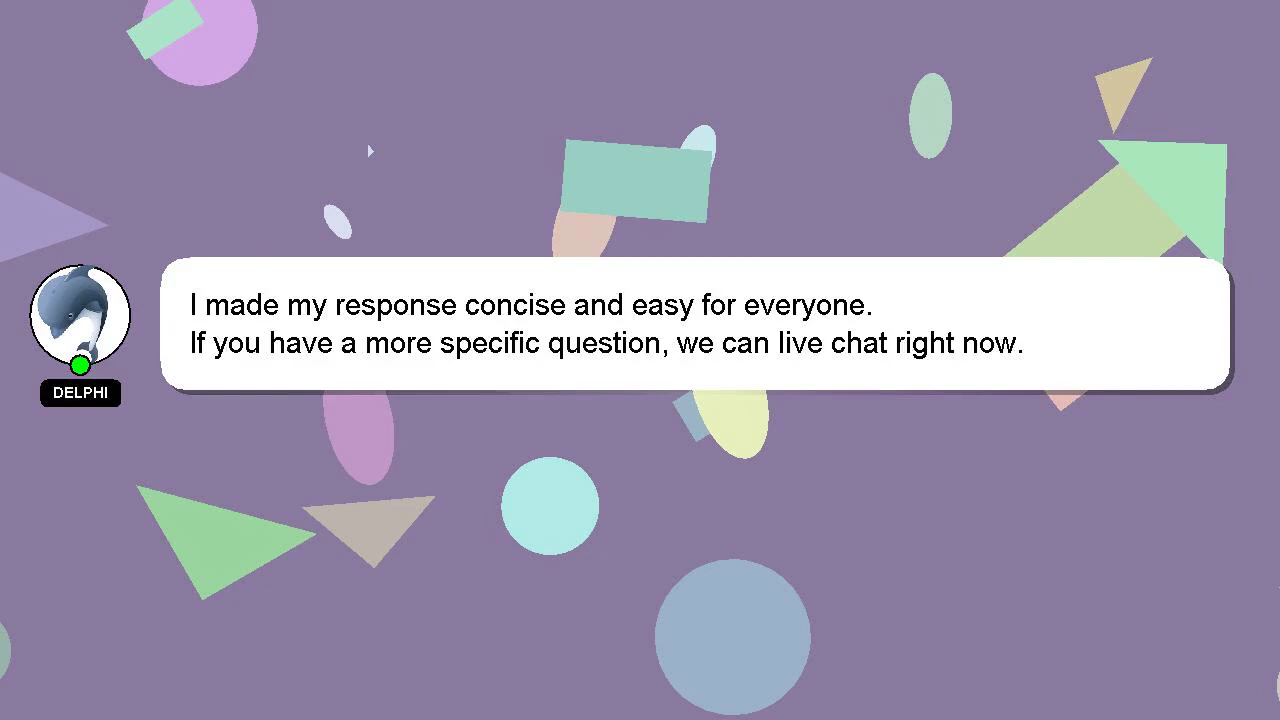 I made my response concise and easy for everyone.
If you have a more specific question, we can live chat right now.
DELPHI